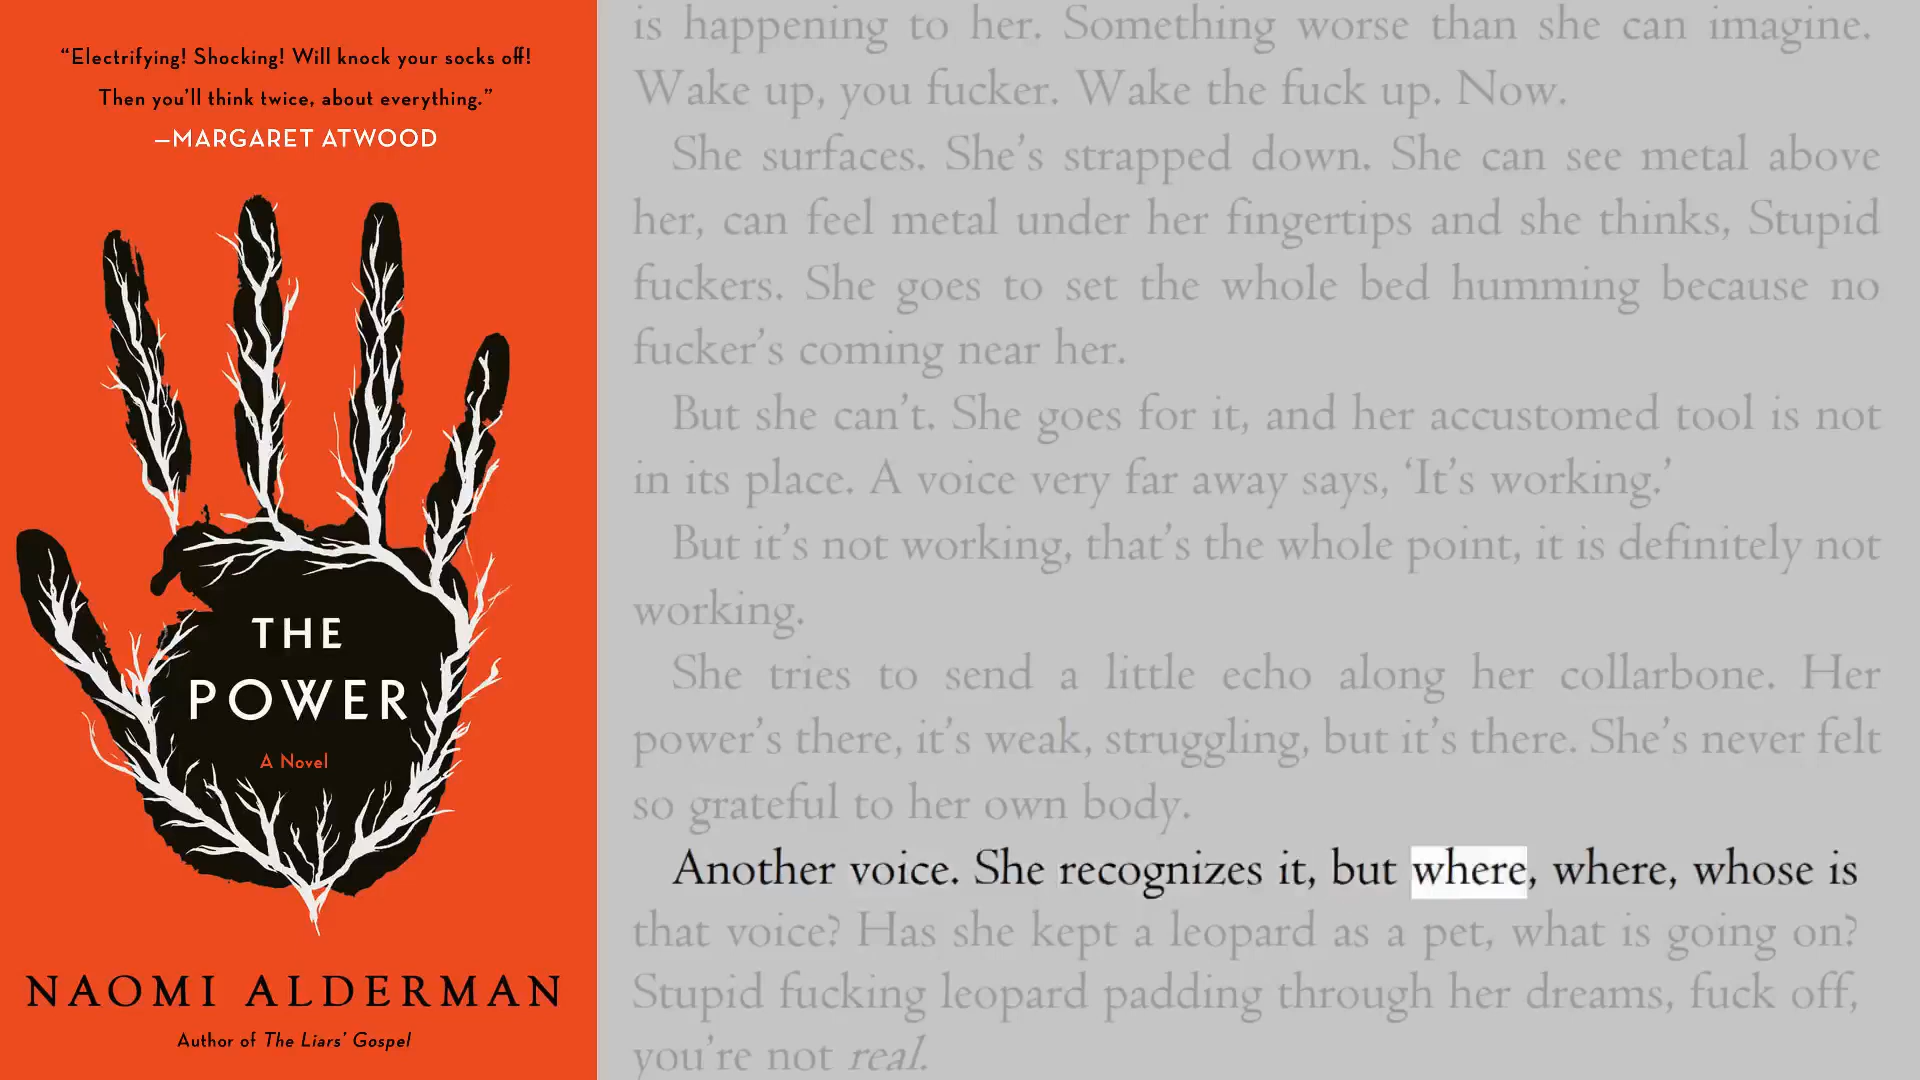 “Electrifying! Shocking! Will knock your socks off!
Then you’ll think twice, about everything.”
—MARGARET ATWOOD
THE
POWER
A Novel
NAOMI ALDERMAN
Author of The Liars’ Gospel
is happening to her. Something worse than she can imagine.
Wake up, you fucker. Wake the fuck up. Now.
She surfaces. She’s strapped down. She can see metal above
her, can feel metal under her fingertips and she thinks, Stupid
fuckers. She goes to set the whole bed humming because no
fucker’s coming near her.
But she can’t. She goes for it, and her accustomed tool is not
in its place. A voice very far away says, ‘It’s working.’
But it’s not working, that’s the whole point, it is definitely not
working.
She tries to send a little echo along her collarbone. Her
power’s there, it’s weak, struggling, but it’s there. She’s never felt
so grateful to her own body.
Another voice. She recognizes it, but where, where, whose is
that voice? Has she kept a leopard as a pet, what is going on?
Stupid fucking leopard padding through her dreams, fuck off,
you’re not real.